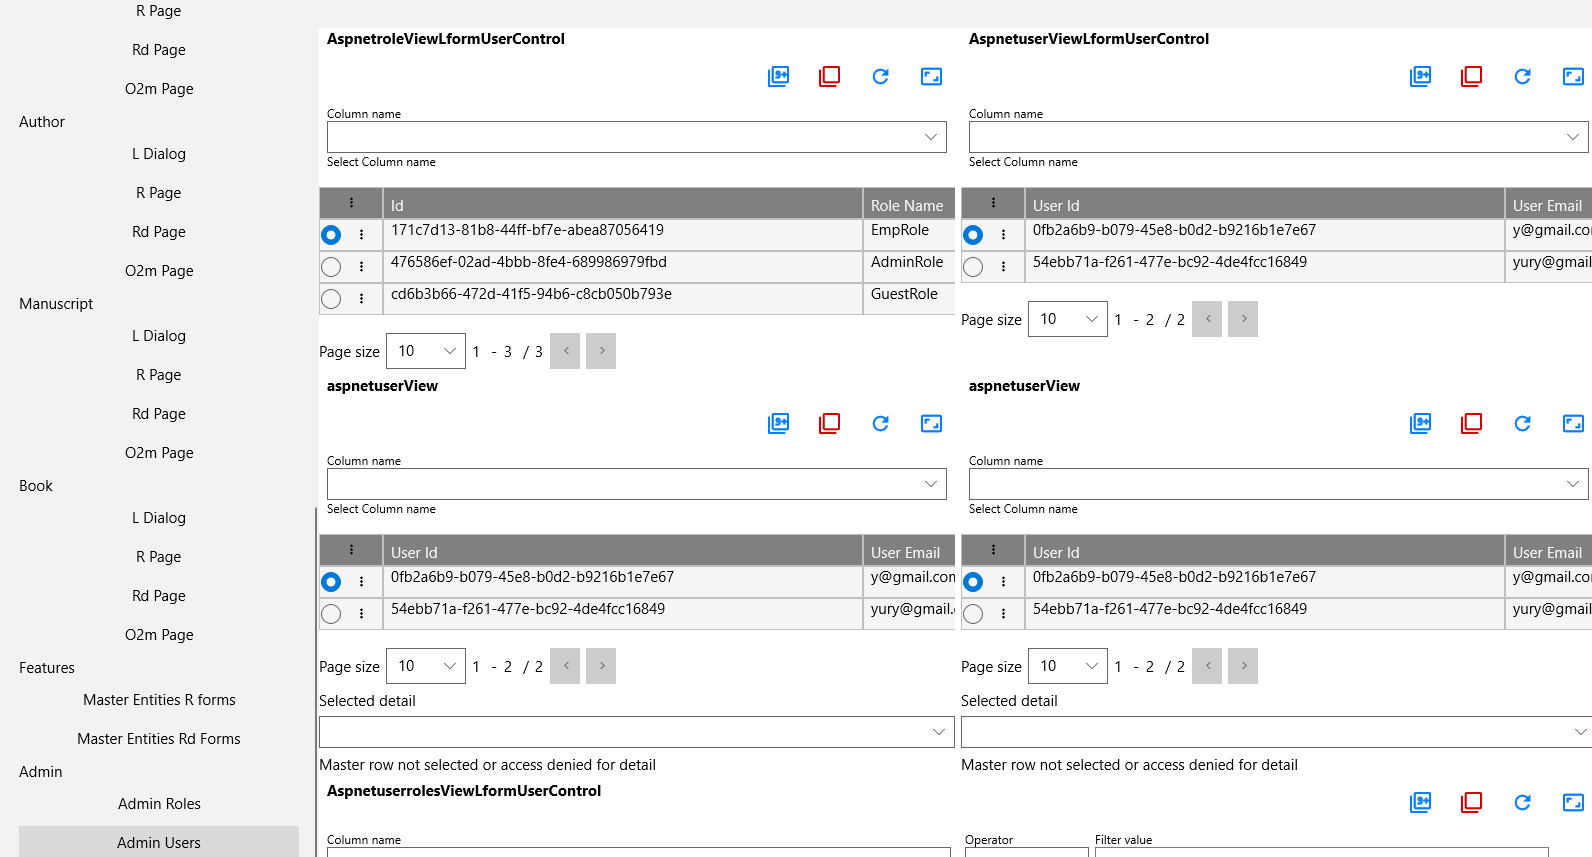 R Page
Rd Page
O2m Page
Author
L Dialog
R Page
Rd Page
O2m Page
Manuscript
L Dialog
R Page
Rd Page
O2m Page
Book
L Dialog
R Page
Rd Page
O2m Page
Features
Master Entities R forms
Master Entities Rd Forms
Admin
Admin Roles
Admin Users
AspnetroleViewLformUserControl
9+
Column name
Select Column name
Id Role Name
171c7d13-81b8-44ff-bf7e-abea87056419 EmpRole
476586ef-02ad-4bbb-8fe4-689986979fbd AdminRole
cd6b3b66-472d-41f5-94b6-c8cb050b793e GuestRole
Page size 10 1 - 3 / 3 < >
AspnetuserViewLformUserControl
9+
Column name
Select Column name
User Id User Email
0fb2a6b9-b079-45e8-b0d2-b9216b1e7e67 y@gmail.co
54ebb71a-f261-477e-bc92-4de4fcc16849 yury@gmail
Page size 10 1 - 2 / 2 < >
aspnetuserView
9+
Column name
Select Column name
User Id User Email
0fb2a6b9-b079-45e8-b0d2-b9216b1e7e67 y@gmail.com
54ebb71a-f261-477e-bc92-4de4fcc16849 yury@gmail.
Page size 10 1 - 2 / 2 < >
Selected detail
Master row not selected or access denied for detail
aspnetuserView
9+
Column name
Select Column name
User Id User Email
0fb2a6b9-b079-45e8-b0d2-b9216b1e7e67 y@gmail.co
54ebb71a-f261-477e-bc92-4de4fcc16849 yury@gmail
Page size 10 1 - 2 / 2 < >
Selected detail
Master row not selected or access denied for detail
AspnetuserrolesViewLformUserControl
9+
Column name Operator Filter value